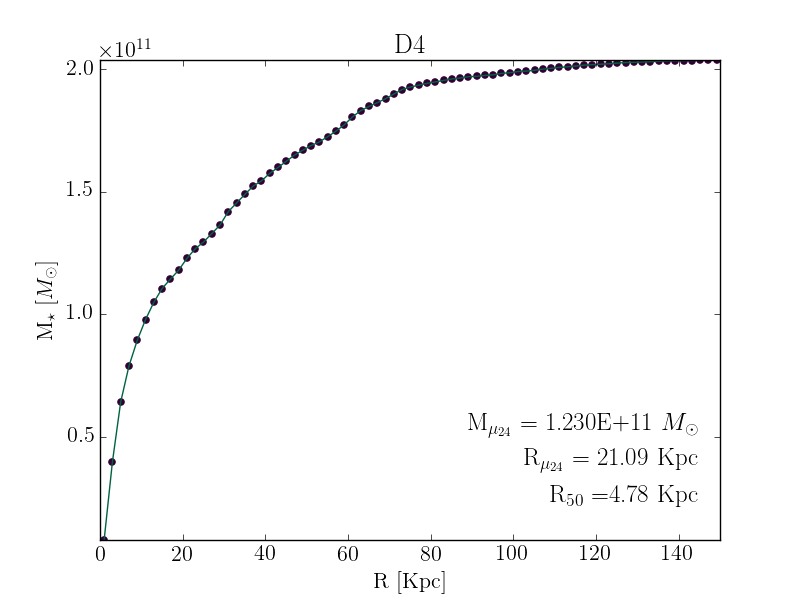 D4
×10¹¹
2.0
1.5
1.0
0.5
M⋆ [M⊙]
M_μ₂₄ = 1.230E+11 M⊙
R_μ₂₄ = 21.09 Kpc
R₅₀ =4.78 Kpc
0 20 40 60 80 100 120 140
R [Kpc]